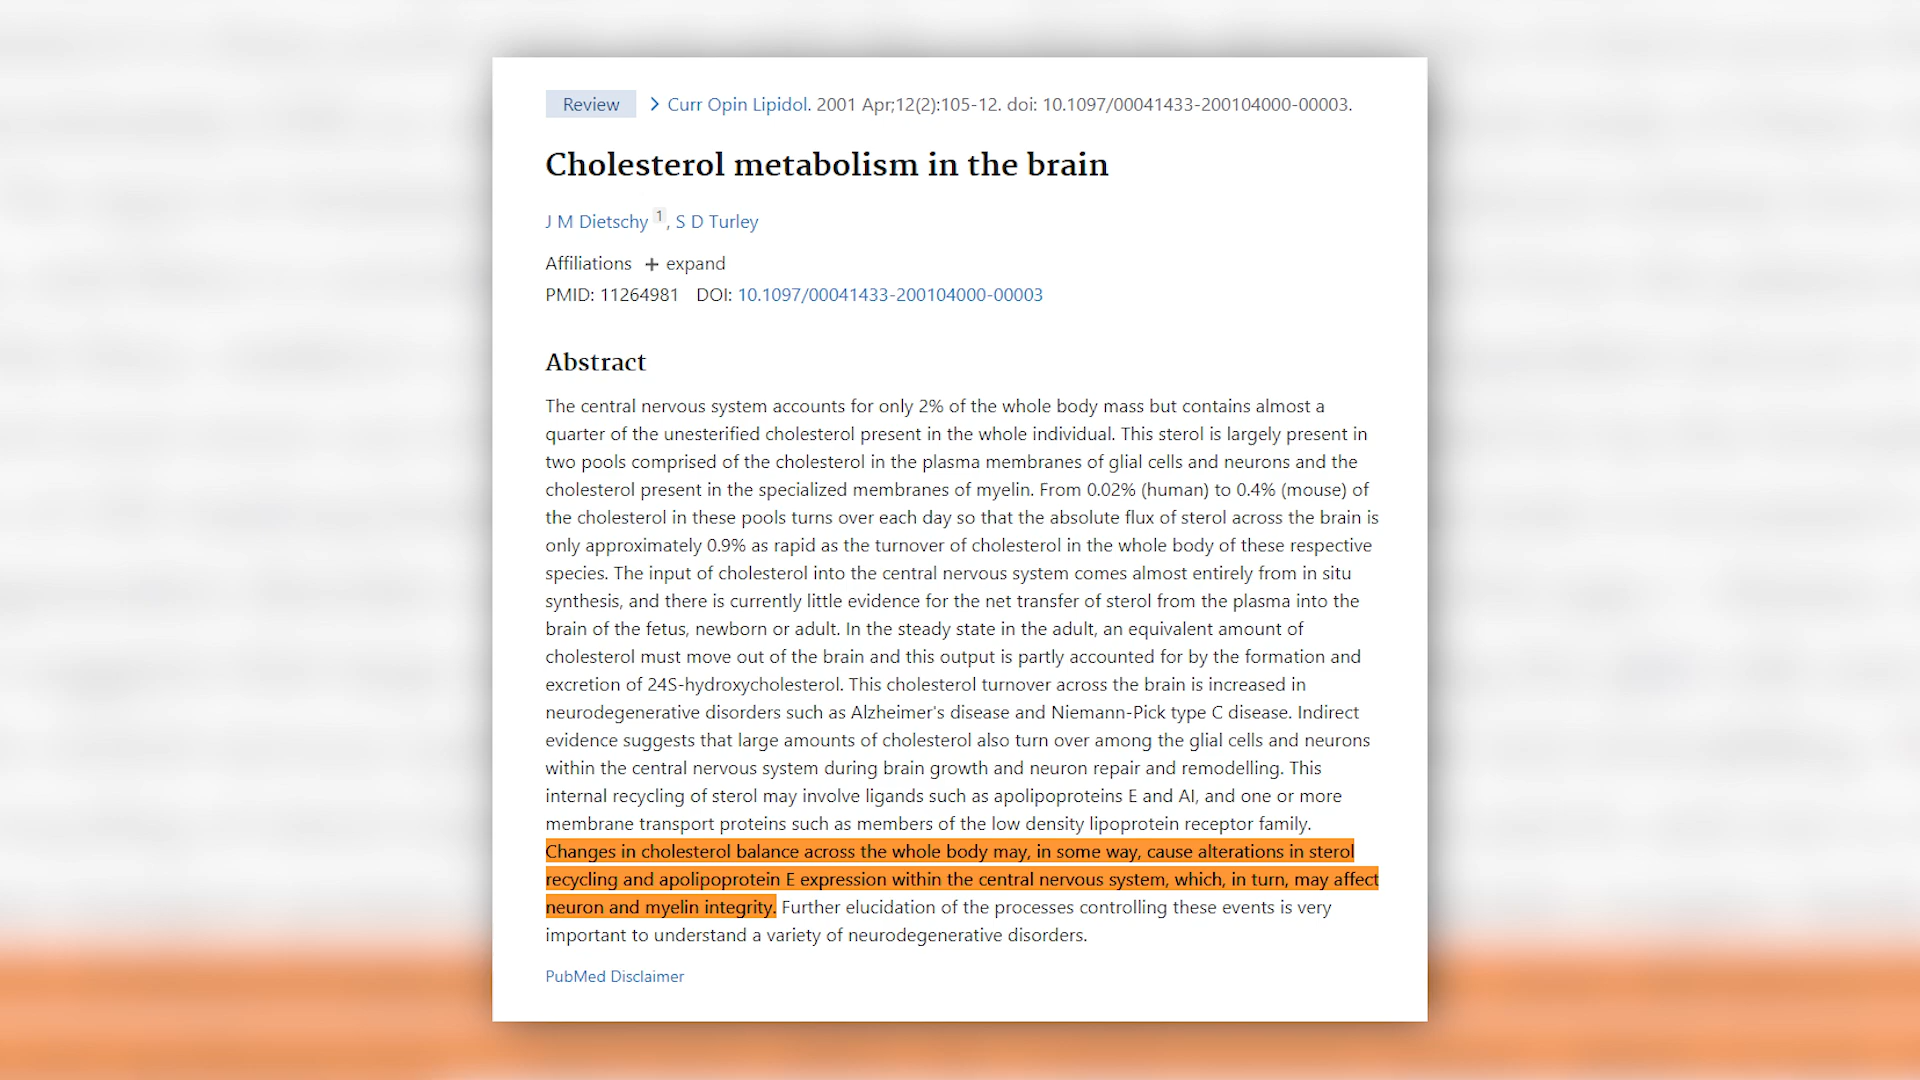 Review > Curr Opin Lipidol. 2001 Apr;12(2):105-12. doi: 10.1097/00041433-200104000-00003.
Cholesterol metabolism in the brain
J M Dietschy 1, S D Turley
Affiliations + expand
PMID: 11264981 DOI: 10.1097/00041433-200104000-00003
Abstract
The central nervous system accounts for only 2% of the whole body mass but contains almost a
quarter of the unesterified cholesterol present in the whole individual. This sterol is largely present in
two pools comprised of the cholesterol in the plasma membranes of glial cells and neurons and the
cholesterol present in the specialized membranes of myelin. From 0.02% (human) to 0.4% (mouse) of
the cholesterol in these pools turns over each day so that the absolute flux of sterol across the brain is
only approximately 0.9% as rapid as the turnover of cholesterol in the whole body of these respective
species. The input of cholesterol into the central nervous system comes almost entirely from in situ
synthesis, and there is currently little evidence for the net transfer of sterol from the plasma into the
brain of the fetus, newborn or adult. In the steady state in the adult, an equivalent amount of
cholesterol must move out of the brain and this output is partly accounted for by the formation and
excretion of 24S-hydroxycholesterol. This cholesterol turnover across the brain is increased in
neurodegenerative disorders such as Alzheimer's disease and Niemann-Pick type C disease. Indirect
evidence suggests that large amounts of cholesterol also turn over among the glial cells and neurons
within the central nervous system during brain growth and neuron repair and remodelling. This
internal recycling of sterol may involve ligands such as apolipoproteins E and AI, and one or more
membrane transport proteins such as members of the low density lipoprotein receptor family.
Changes in cholesterol balance across the whole body may, in some way, cause alterations in sterol
recycling and apolipoprotein E expression within the central nervous system, which, in turn, may affect
neuron and myelin integrity. Further elucidation of the processes controlling these events is very
important to understand a variety of neurodegenerative disorders.
PubMed Disclaimer